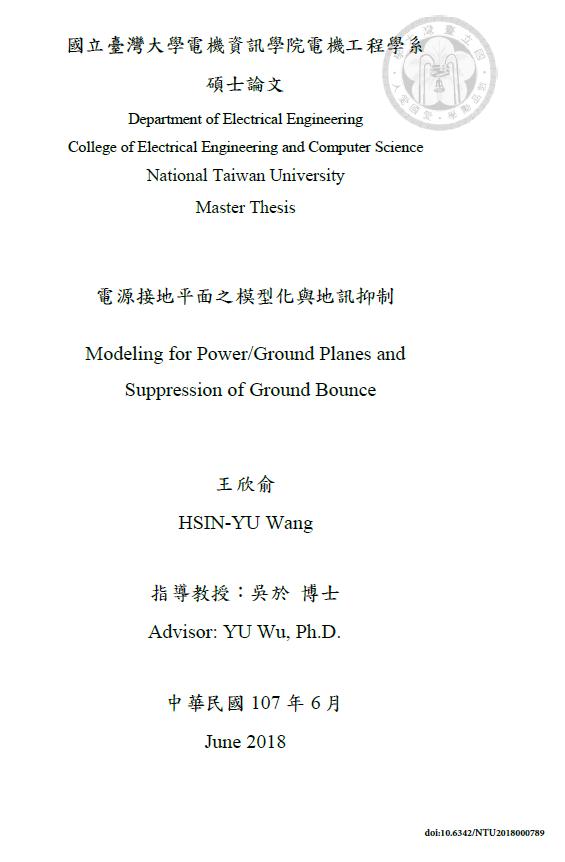 國立臺灣大學電機資訊學院電機工程學系
碩士論文
Department of Electrical Engineering
College of Electrical Engineering and Computer Science
National Taiwan University
Master Thesis
電源接地平面之模型化與地訊抑制
Modeling for Power/Ground Planes and
Suppression of Ground Bounce
王欣俞
HSIN-YU Wang
指導教授：吳於 博士
Advisor: YU Wu, Ph.D.
中華民國 107 年 6 月
June 2018
doi:10.6342/NTU2018000789